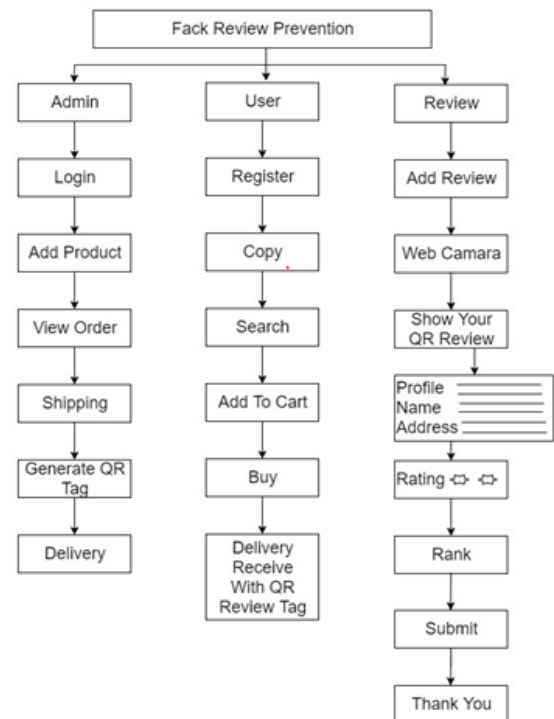 Fack Review Prevention
Admin
User
Review
Login
Register
Add Review
Add Product
Copy
Web Camara
View Order
Search
Show Your
QR Review
Shipping
Add To Cart
Profile
Name
Address
Generate QR
Tag
Buy
Rating
Delivery
Delivery
Receive
With QR
Review Tag
Rank
Submit
Thank You